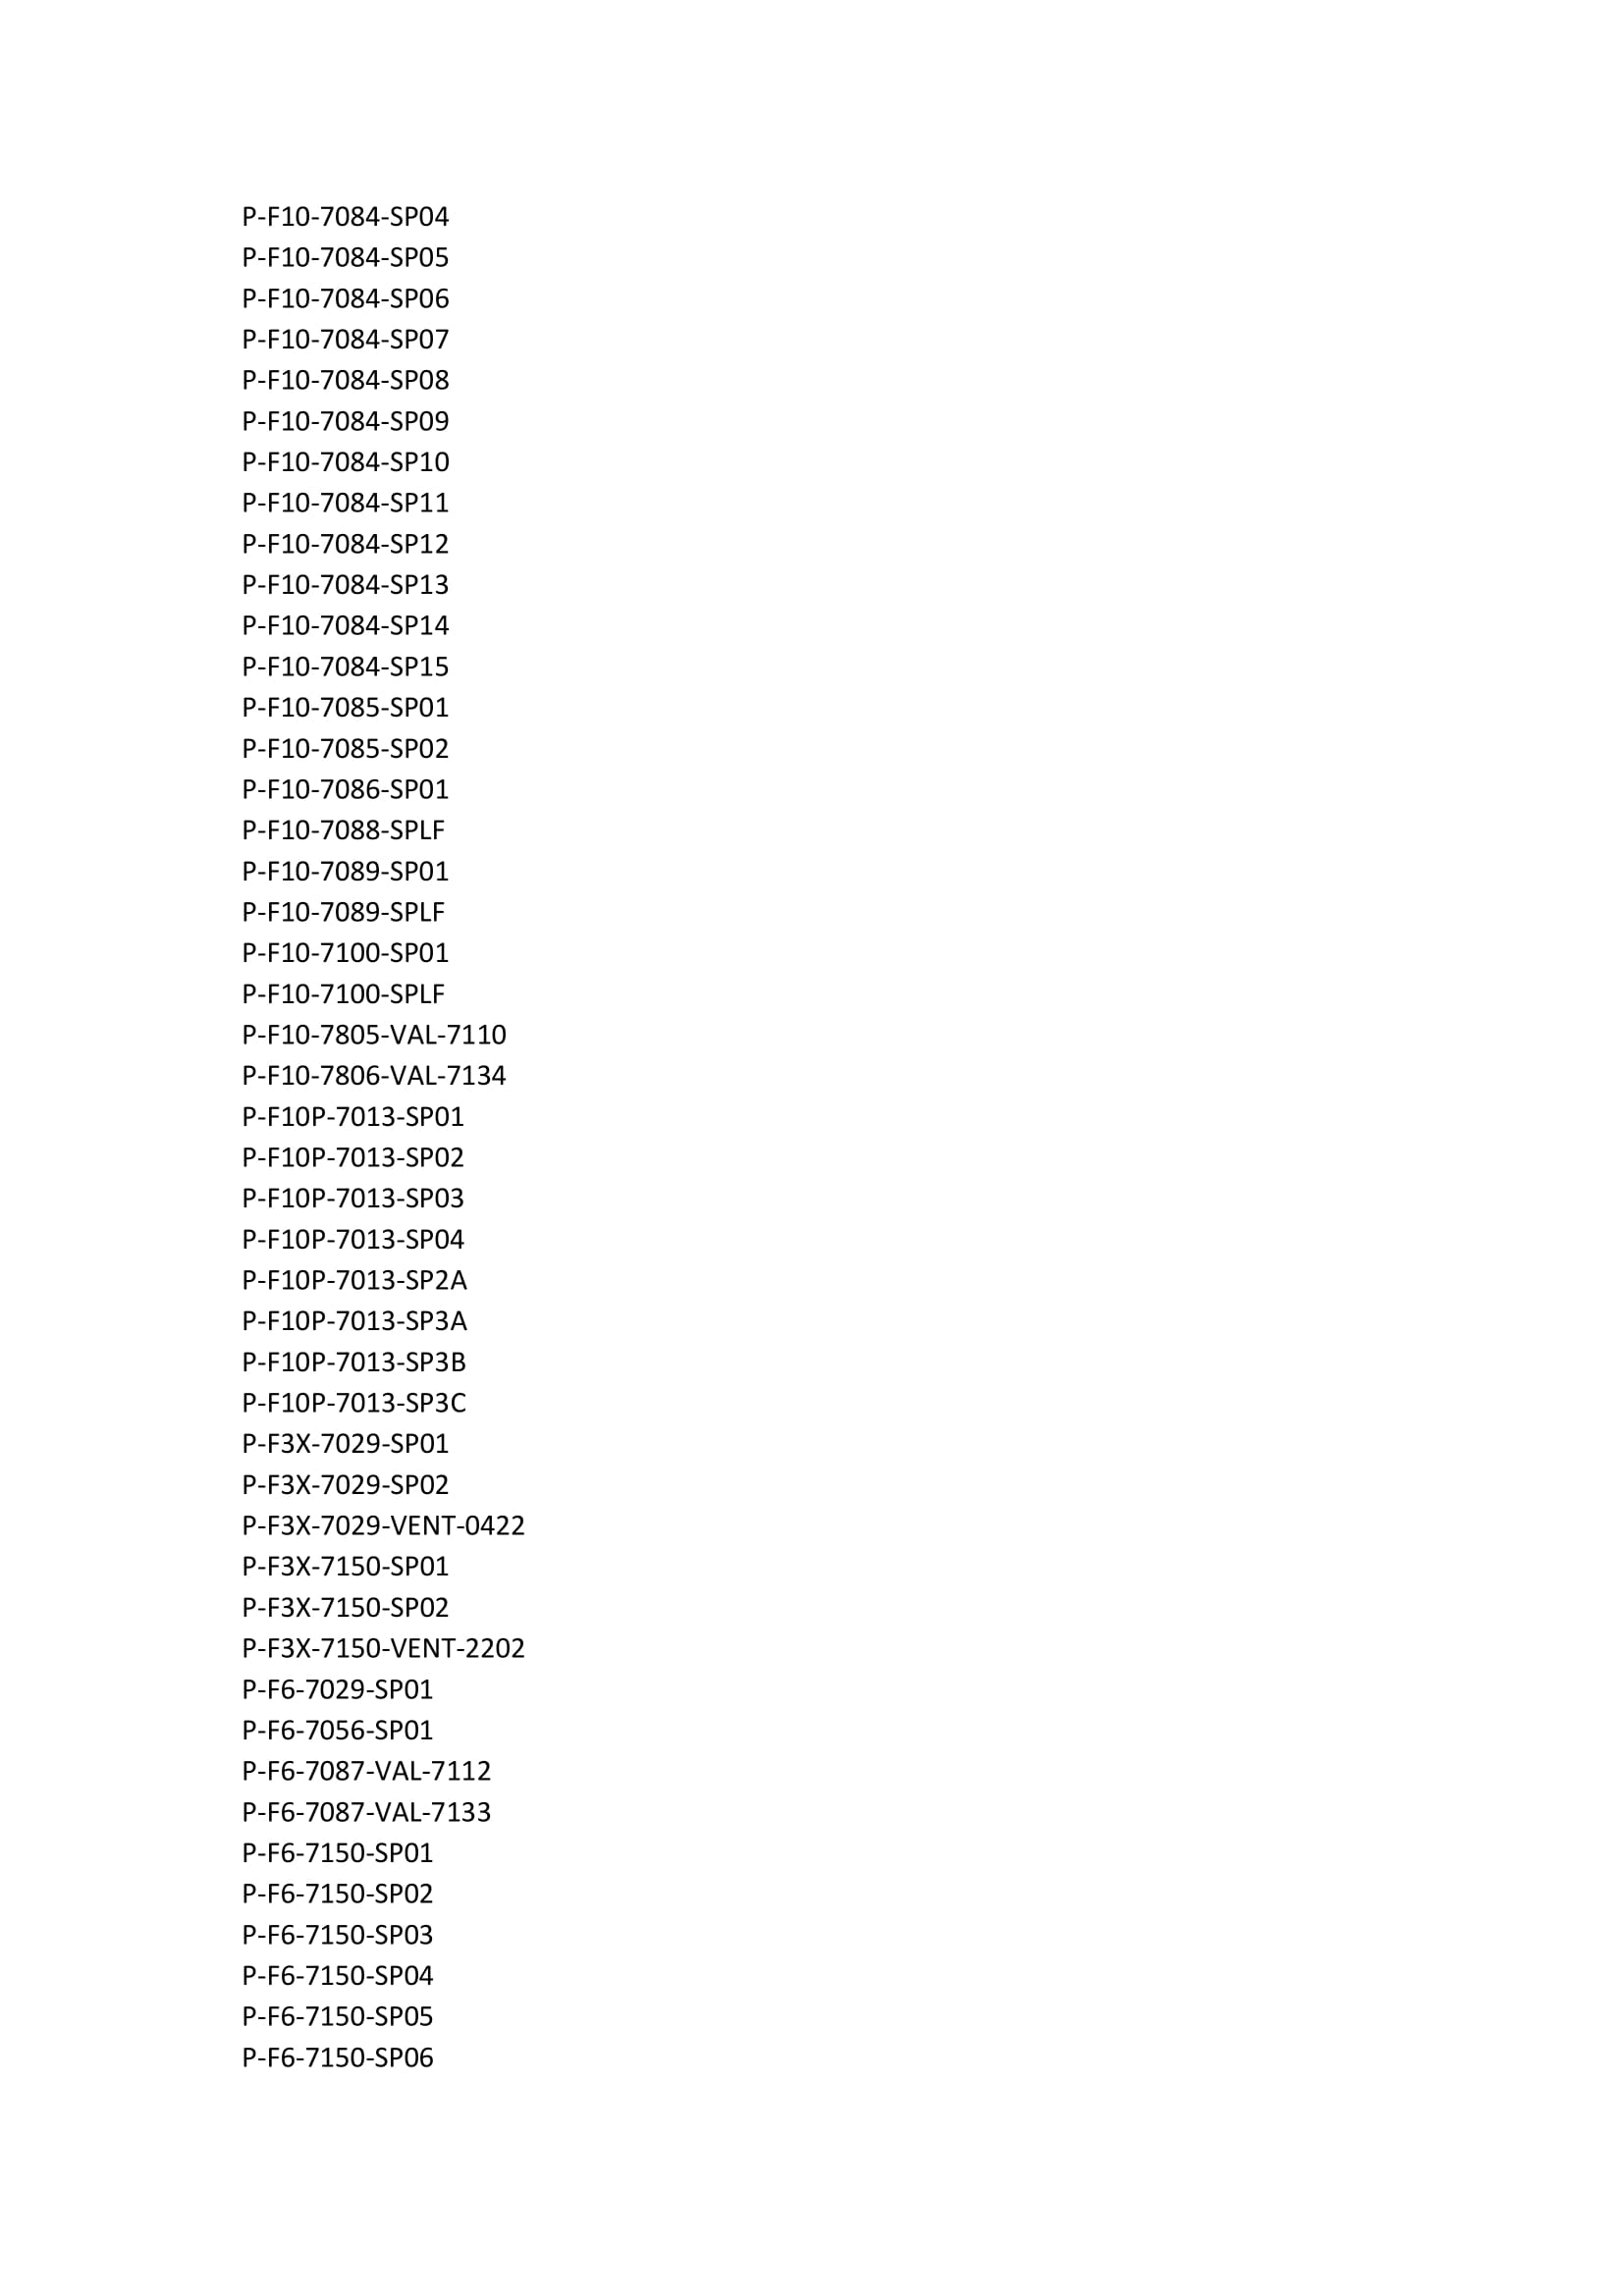 P-F10-7084-SP04
P-F10-7084-SP05
P-F10-7084-SP06
P-F10-7084-SP07
P-F10-7084-SP08
P-F10-7084-SP09
P-F10-7084-SP10
P-F10-7084-SP11
P-F10-7084-SP12
P-F10-7084-SP13
P-F10-7084-SP14
P-F10-7084-SP15
P-F10-7085-SP01
P-F10-7085-SP02
P-F10-7086-SP01
P-F10-7088-SPLF
P-F10-7089-SP01
P-F10-7089-SPLF
P-F10-7100-SP01
P-F10-7100-SPLF
P-F10-7805-VAL-7110
P-F10-7806-VAL-7134
P-F10P-7013-SP01
P-F10P-7013-SP02
P-F10P-7013-SP03
P-F10P-7013-SP04
P-F10P-7013-SP2A
P-F10P-7013-SP3A
P-F10P-7013-SP3B
P-F10P-7013-SP3C
P-F3X-7029-SP01
P-F3X-7029-SP02
P-F3X-7029-VENT-0422
P-F3X-7150-SP01
P-F3X-7150-SP02
P-F3X-7150-VENT-2202
P-F6-7029-SP01
P-F6-7056-SP01
P-F6-7087-VAL-7112
P-F6-7087-VAL-7133
P-F6-7150-SP01
P-F6-7150-SP02
P-F6-7150-SP03
P-F6-7150-SP04
P-F6-7150-SP05
P-F6-7150-SP06